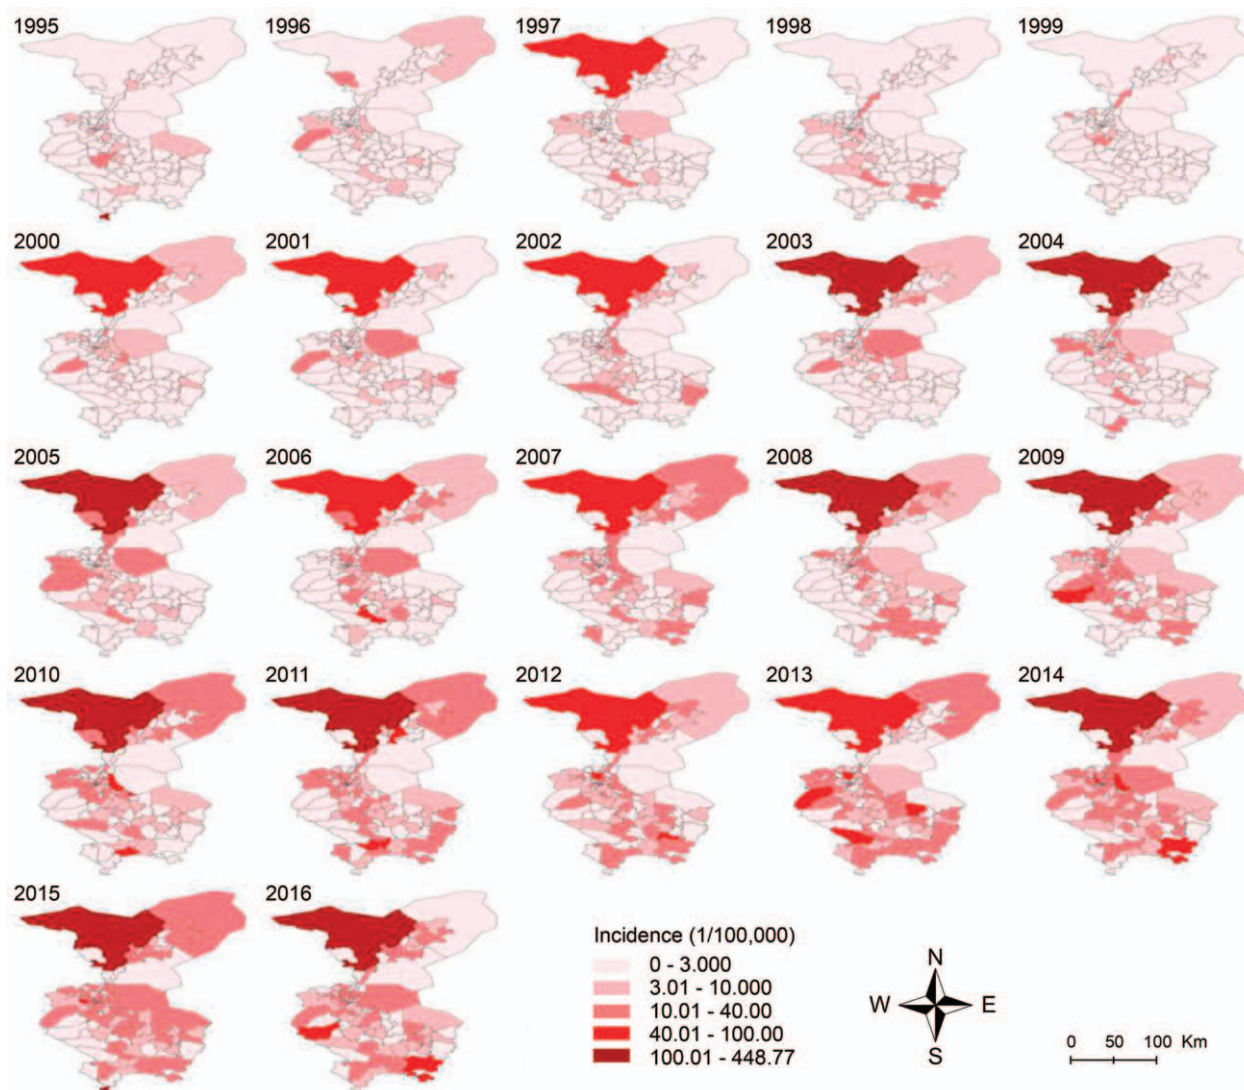 1995 1996 1997 1998 1999
2000 2001 2002 2003 2004
2005 2006 2007 2008 2009
2010 2011 2012 2013 2014
2015 2016
Incidence (1/100,000)
0 - 3.000
3.01 - 10.000
10.01 - 40.00
40.01 - 100.00
100.01 - 448.77
N
W E
S
0 50 100 Km